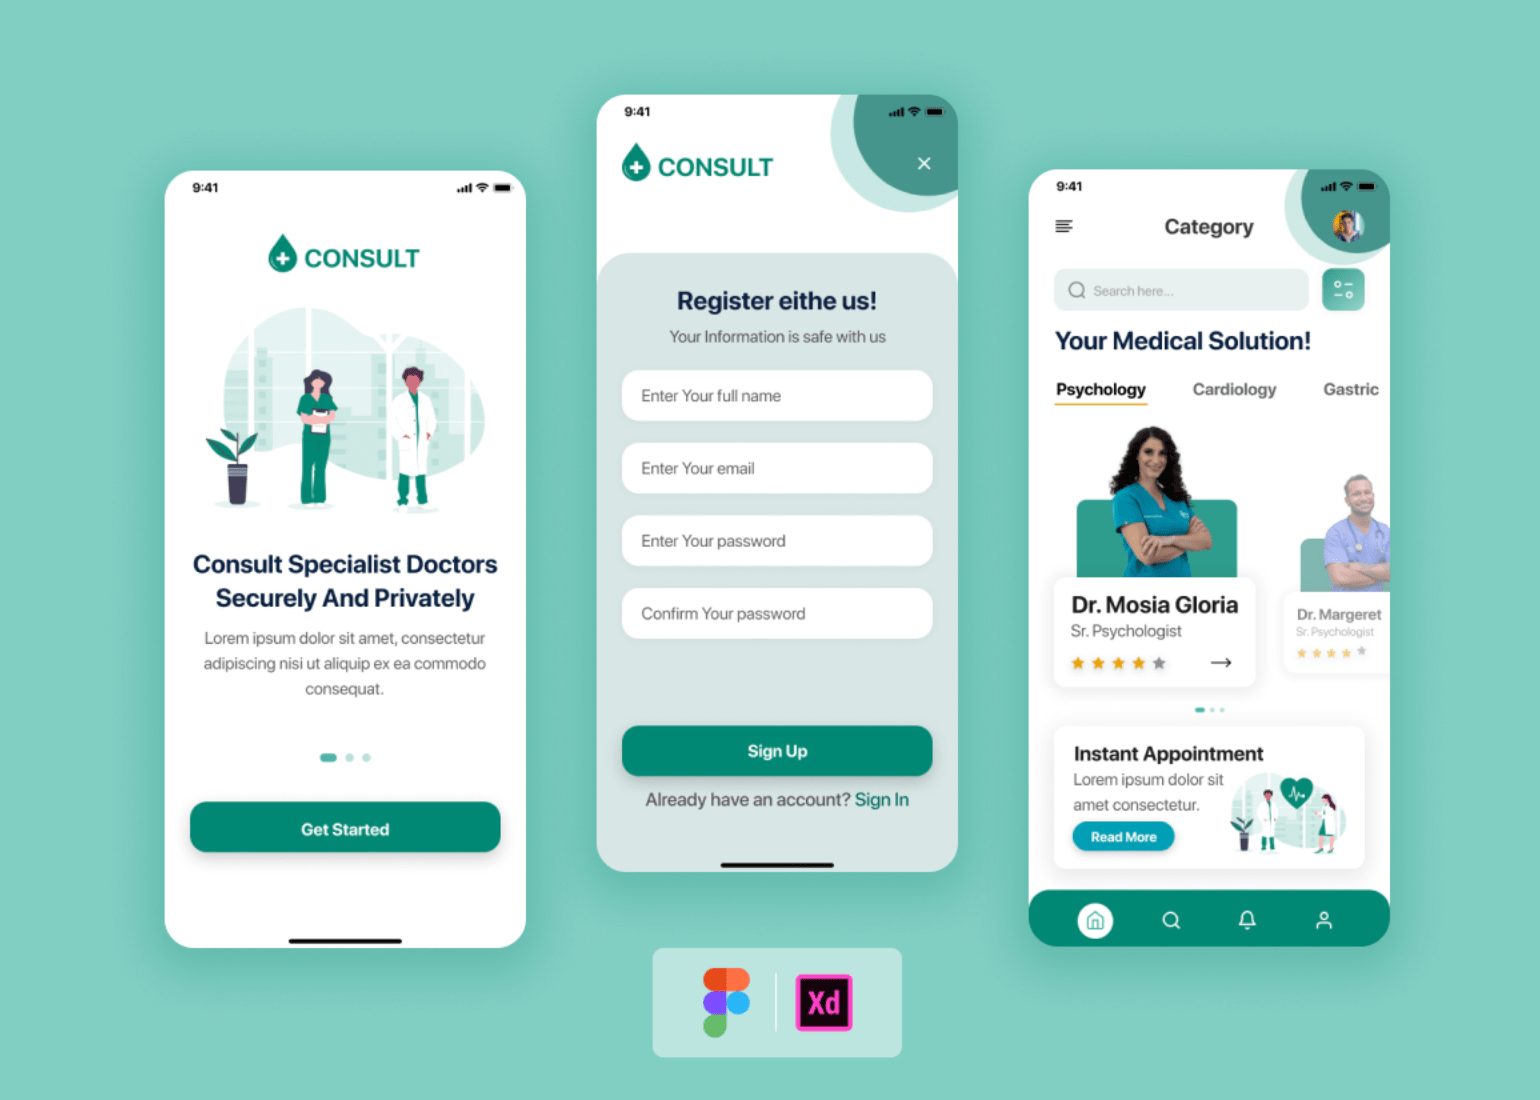 9:41
CONSULT
Consult Specialist Doctors
Securely And Privately
Lorem ipsum dolor sit amet, consectetur
adipiscing nisi ut aliquip ex ea commodo
consequat.
Get Started
9:41
CONSULT
Register eithe us!
Your Information is safe with us
Enter Your full name
Enter Your email
Enter Your password
Confirm Your password
Sign Up
Already have an account? Sign In
9:41
Category
Search here...
Your Medical Solution!
Psychology Cardiology Gastric
Dr. Mosia Gloria
Sr. Psychologist
Dr. Margeret
Sr. Psychologist
Instant Appointment
Lorem ipsum dolor sit
amet consectetur.
Read More
Xd